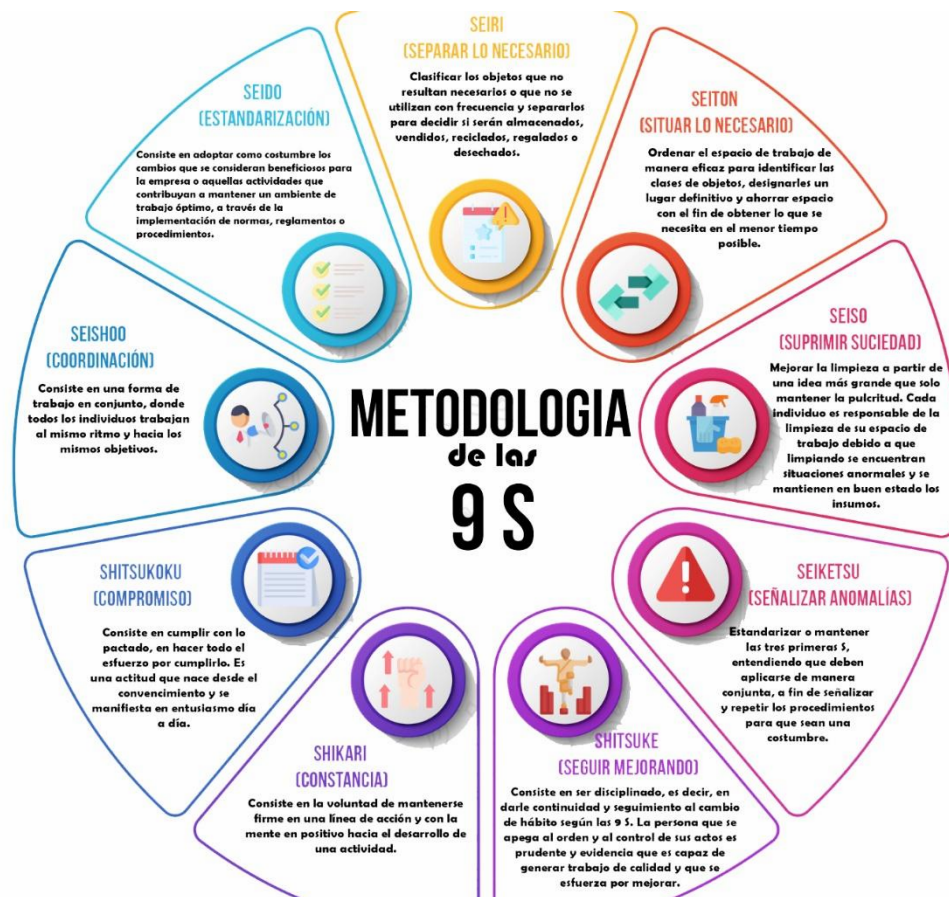 METODOLOGIA
de las
9 S
SEIRI
(SEPARAR LO NECESARIO)
Clasificar los objetos que no
resultan necesarios o que no se
utilizan con frecuencia y separarlos
para decidir si serán almacenados,
vendidos, reciclados, regalados o
desechados.
SEITON
(SITUAR LO NECESARIO)
Ordenar el espacio de trabajo de
manera eficaz para identificar las
clases de objetos, designarles un
lugar definitivo y ahorrar espacio
con el fin de obtener lo que se
necesita en el menor tiempo
posible.
SEISO
(SUPRIMIR SUCIEDAD)
Mejorar la limpieza a partir de
una idea más grande que solo
mantener la pulcritud. Cada
individuo es responsable de la
limpieza de su espacio de
trabajo debido a que
limpiando se encuentran
situaciones anormales y se
mantienen en buen estado los
insumos.
SEIKETSU
(SEÑALIZAR ANOMALÍAS)
Estandarizar o mantener
las tres primeras S,
entendiendo que deben
aplicarse de manera
conjunta, a fin de señalizar
y repetir los procedimientos
para que sean una
costumbre.
SHITSUKE
(SEGUIR MEJORANDO)
Consiste en ser disciplinado, es decir, en
darle continuidad y seguimiento al cambio
de hábito según las 9 S. La persona que se
apega al orden y al control de sus actos es
prudente y evidencia que es capaz de
generar trabajo de calidad y que se
esfuerza por mejorar.
SHIKARI
(CONSTANCIA)
Consiste en la voluntad de mantenerse
firme en una línea de acción y con la
mente en positivo hacia el desarrollo de
una actividad.
SHITSUKOKU
(COMPROMISO)
Consiste en cumplir con lo
pactado, en hacer todo el
esfuerzo por cumplirlo. Es
una actitud que nace desde el
convencimiento y se
manifiesta en entusiasmo día
a día.
SEISHOO
(COORDINACIÓN)
Consiste en una forma de
trabajo en conjunto, donde
todos los individuos trabajan
al mismo ritmo y hacia los
mismos objetivos.
SEIDO
(ESTANDARIZACIÓN)
Consiste en adoptar como costumbre los
cambios que se consideran beneficiosos para
la empresa o aquellas actividades que
contribuyan a mantener un ambiente de
trabajo óptimo, a través de la
implementación de normas, reglamentos o
procedimientos.